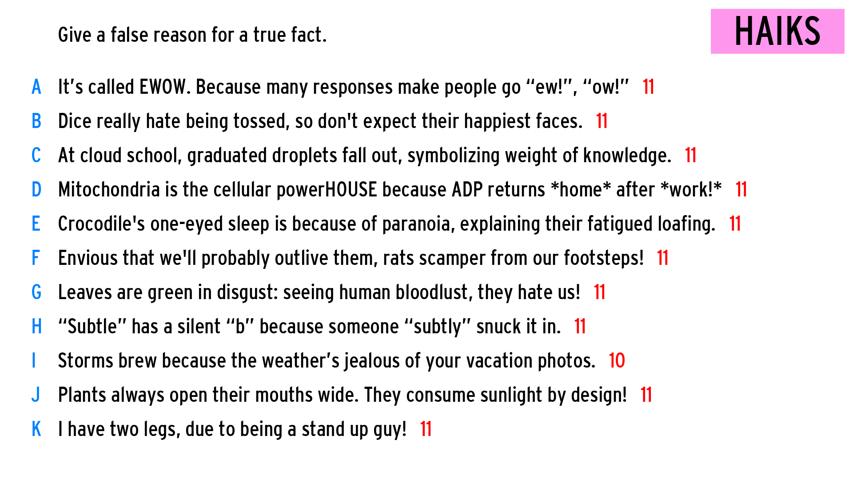 Give a false reason for a true fact.
HAIKS
A It's called EWOW. Because many responses make people go “ew!”, “ow!” 11
B Dice really hate being tossed, so don't expect their happiest faces. 11
C At cloud school, graduated droplets fall out, symbolizing weight of knowledge. 11
D Mitochondria is the cellular powerHOUSE because ADP returns *home* after *work!* 11
E Crocodile's one-eyed sleep is because of paranoia, explaining their fatigued loafing. 11
F Envious that we'll probably outlive them, rats scamper from our footsteps! 11
G Leaves are green in disgust: seeing human bloodlust, they hate us! 11
H “Subtle” has a silent “b” because someone “subtly” snuck it in. 11
I Storms brew because the weather's jealous of your vacation photos. 10
J Plants always open their mouths wide. They consume sunlight by design! 11
K I have two legs, due to being a stand up guy! 11